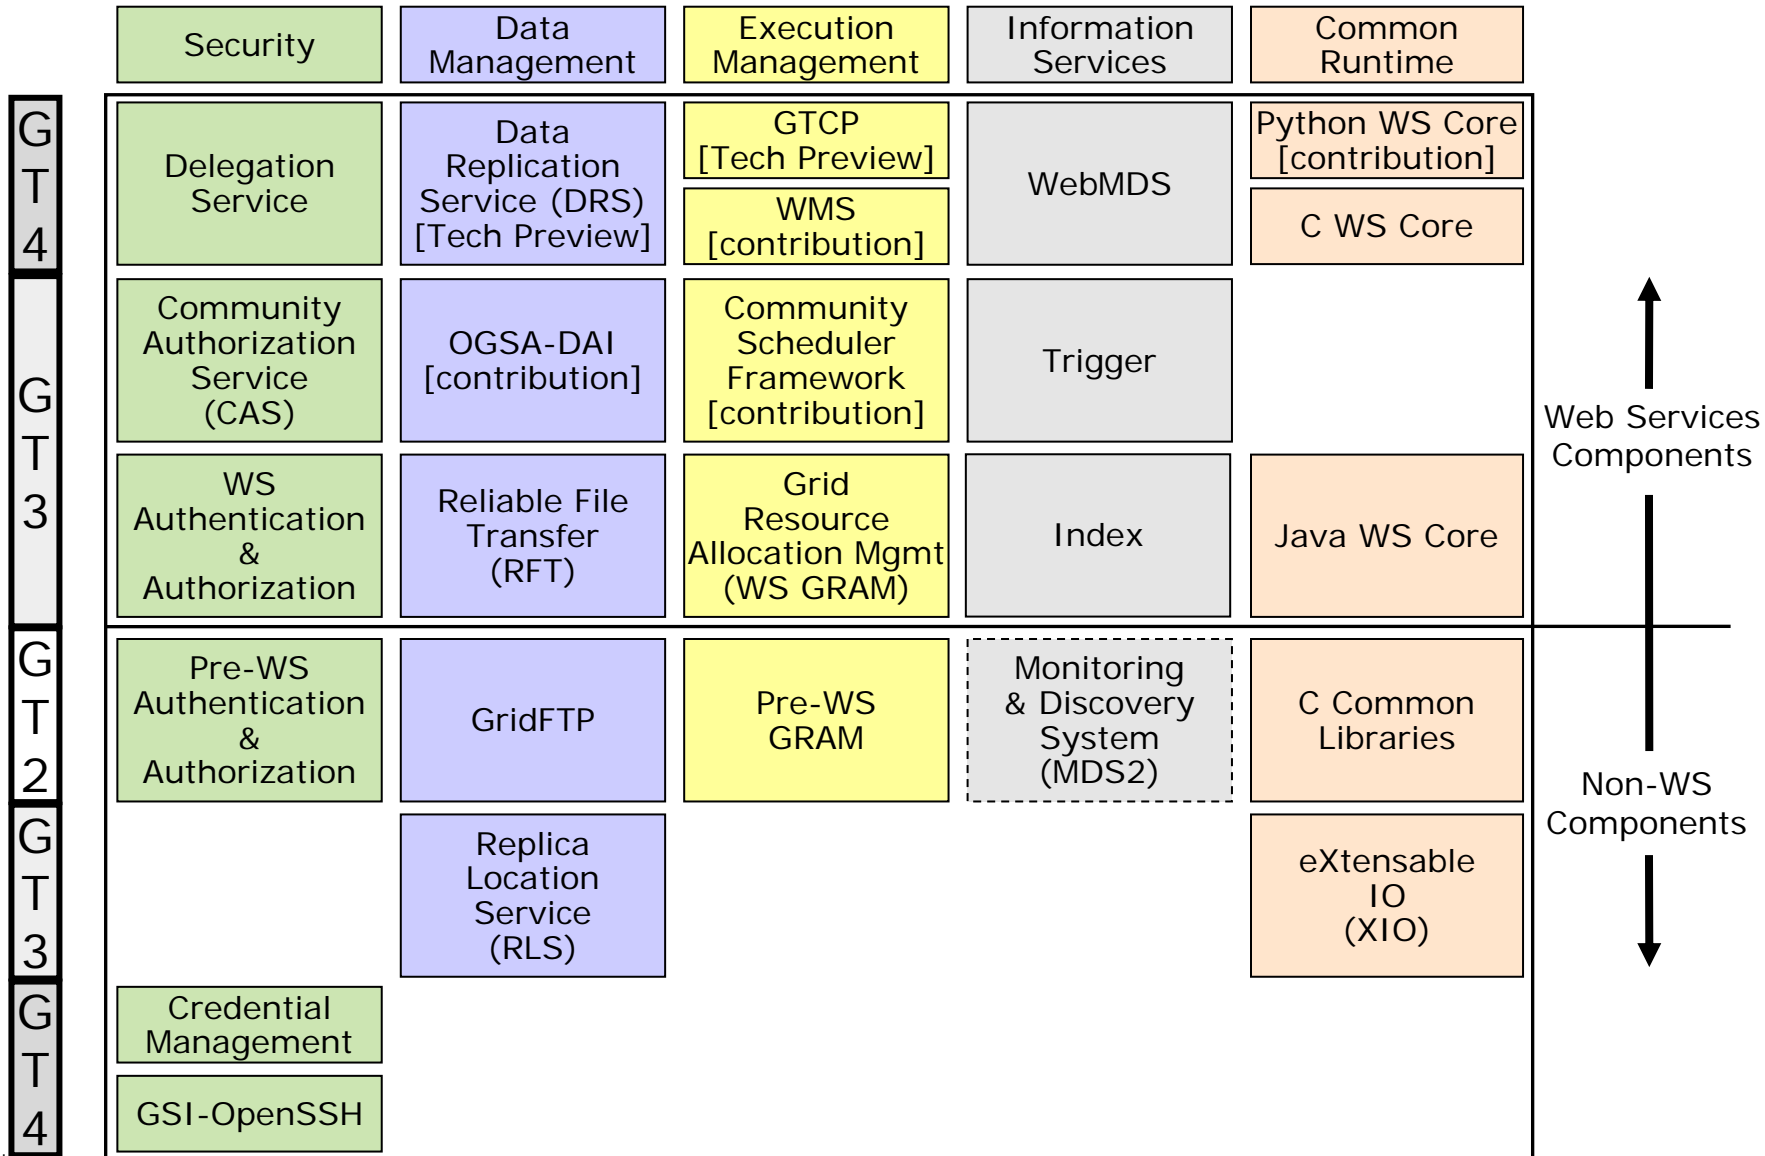 Security
Data
Management
Execution
Management
Information
Services
Common
Runtime
G
T
4
Delegation
Service
Data
Replication
Service (DRS)
[Tech Preview]
GTCP
[Tech Preview]
WMS
[contribution]
WebMDS
Python WS Core
[contribution]
C WS Core
G
T
3
Community
Authorization
Service
(CAS)
OGSA-DAI
[contribution]
Community
Scheduler
Framework
[contribution]
Trigger
WS
Authentication
&
Authorization
Reliable File
Transfer
(RFT)
Grid
Resource
Allocation Mgmt
(WS GRAM)
Index
Java WS Core
Web Services
Components
G
T
2
Pre-WS
Authentication
&
Authorization
GridFTP
Pre-WS
GRAM
Monitoring
& Discovery
System
(MDS2)
C Common
Libraries
Non-WS
Components
G
T
3
Replica
Location
Service
(RLS)
eXtensable
IO
(XIO)
G
T
4
Credential
Management
GSI-OpenSSH